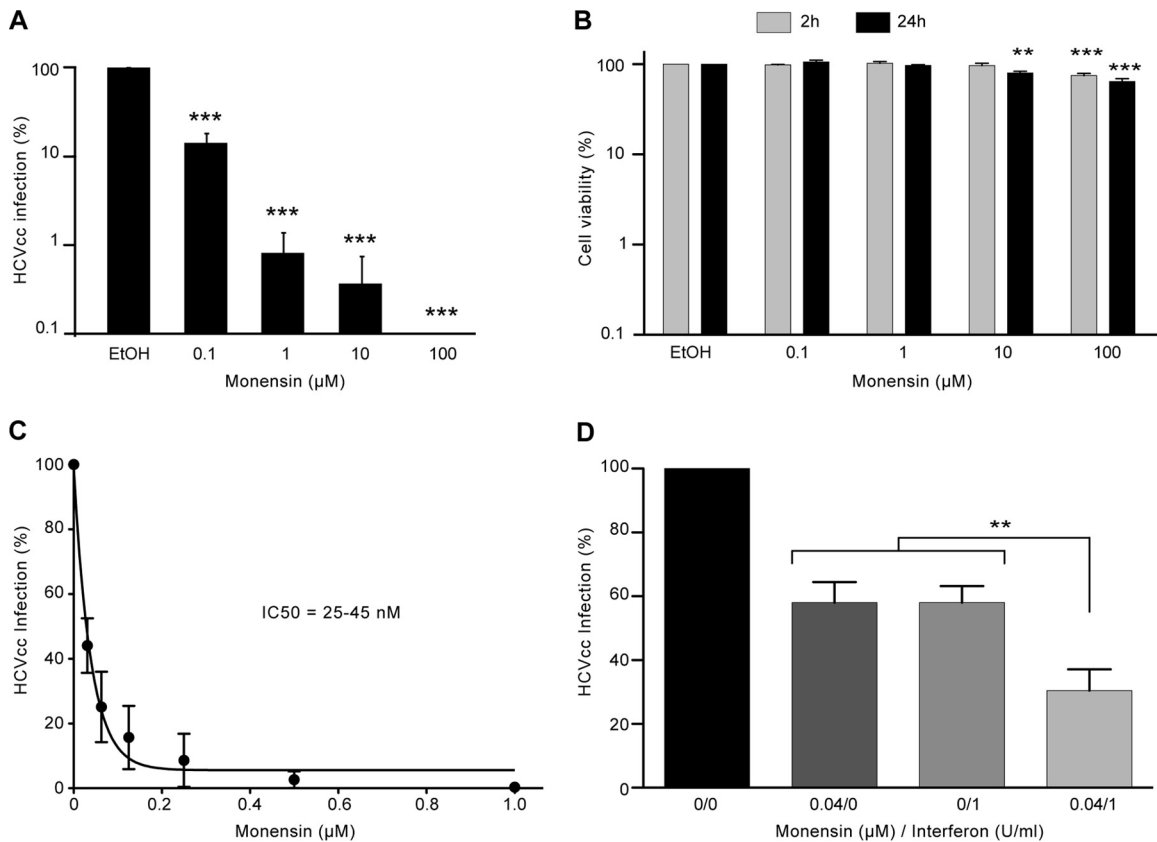 A
HCVcc infection (%)
100
10
1
0.1
***
***
***
***
EtOH 0.1 1 10 100
Monensin (µM)
B
2h 24h
Cell viability (%)
100
10
1
0.1
**
***
***
EtOH 0.1 1 10 100
Monensin (µM)
C
HCVcc Infection (%)
100
80
60
40
20
0
IC50 = 25-45 nM
0 0.2 0.4 0.6 0.8 1.0
Monensin (µM)
D
HCVcc Infection (%)
100
80
60
40
20
0
**
0/0 0.04/0 0/1 0.04/1
Monensin (µM) / Interferon (U/ml)